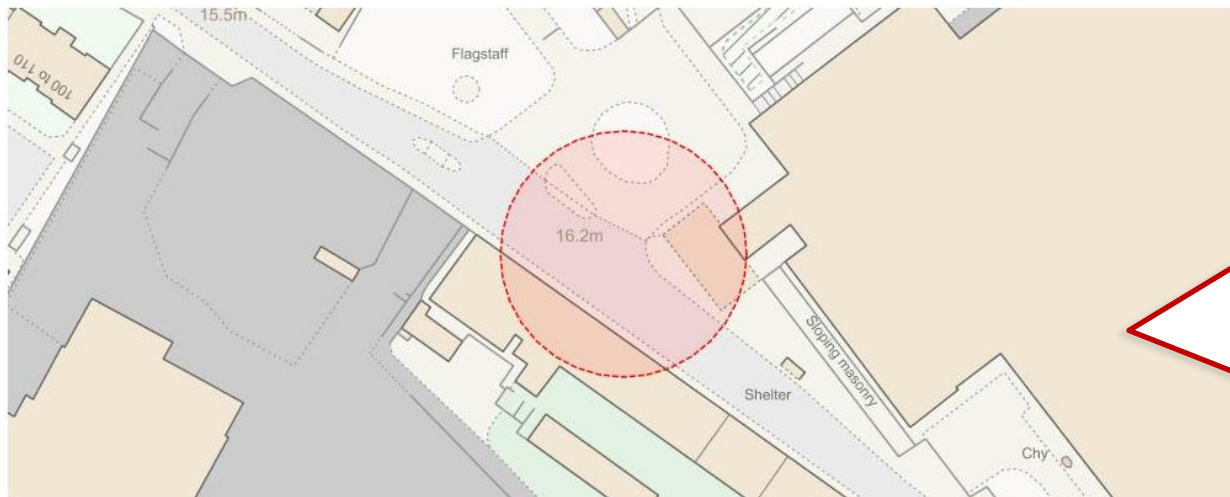 15.5m
Flagstaff
100 to 110
16.2m
Sloping masonry
Shelter
Chy